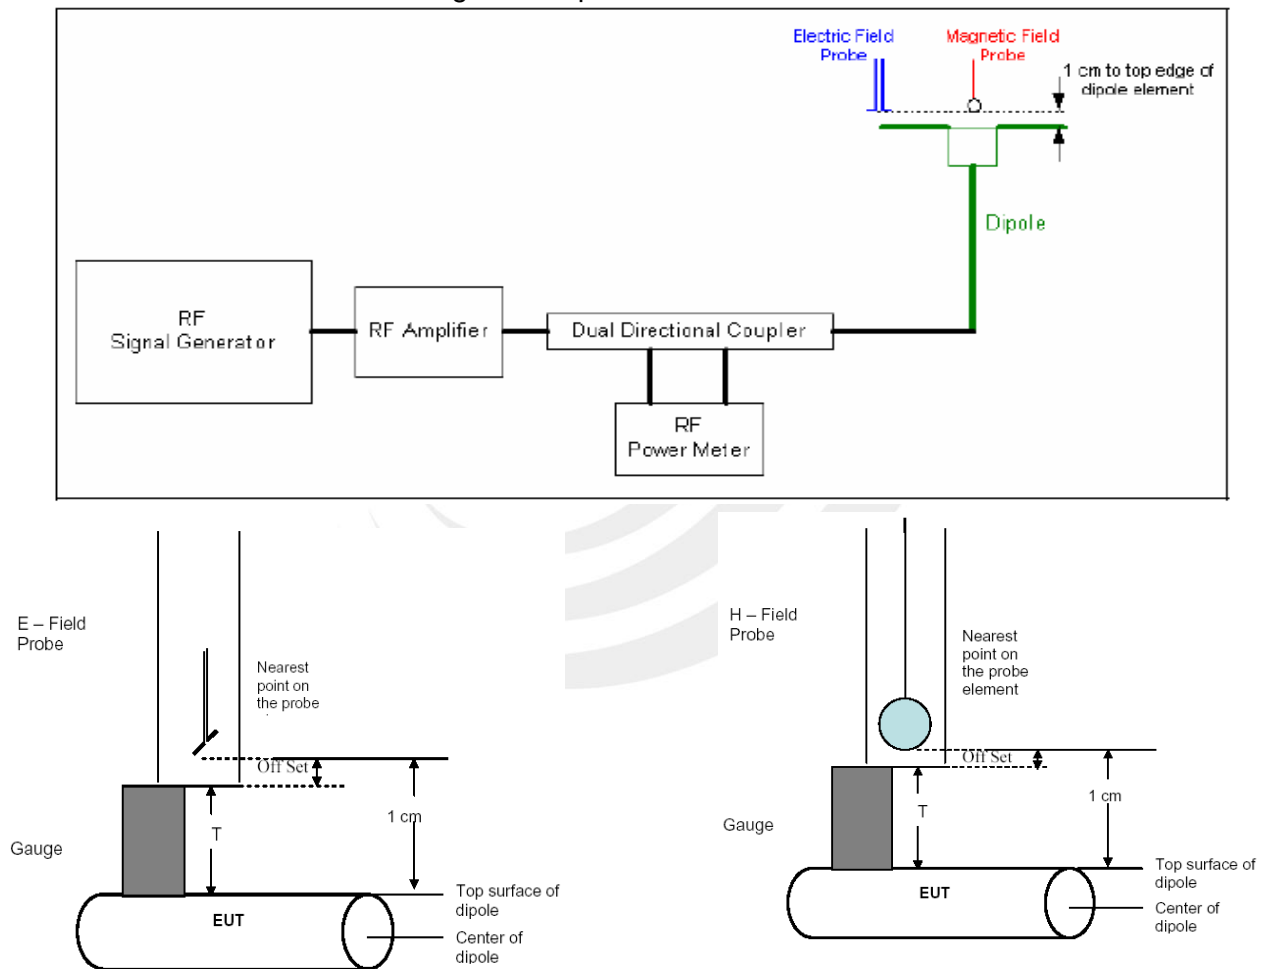 Electric Field
Probe
Magnetic Field
Probe
1 cm to top edge of
dipole element
Dipole
RF
Signal Generator
RF Amplifier
Dual Directional Coupler
RF
Power Meter
E – Field
Probe
Nearest
point on
the probe
Off Set
1 cm
T
Gauge
EUT
Top surface of
dipole
Center of
dipole
H – Field
Probe
Nearest
point on
the probe
element
Off Set
1 cm
T
Gauge
EUT
Top surface of
dipole
Center of
dipole